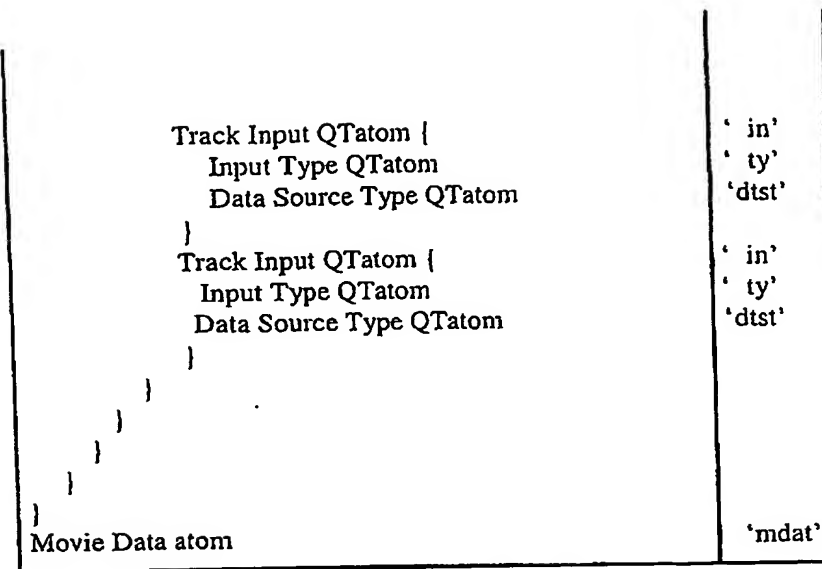 Track Input QTatom { ‘ in’
Input Type QTatom ‘ ty’
Data Source Type QTatom ‘dtst’
}
Track Input QTatom { ‘ in’
Input Type QTatom ‘ ty’
Data Source Type QTatom ‘dtst’
}
}
}
}
}
}
Movie Data atom ‘mdat’